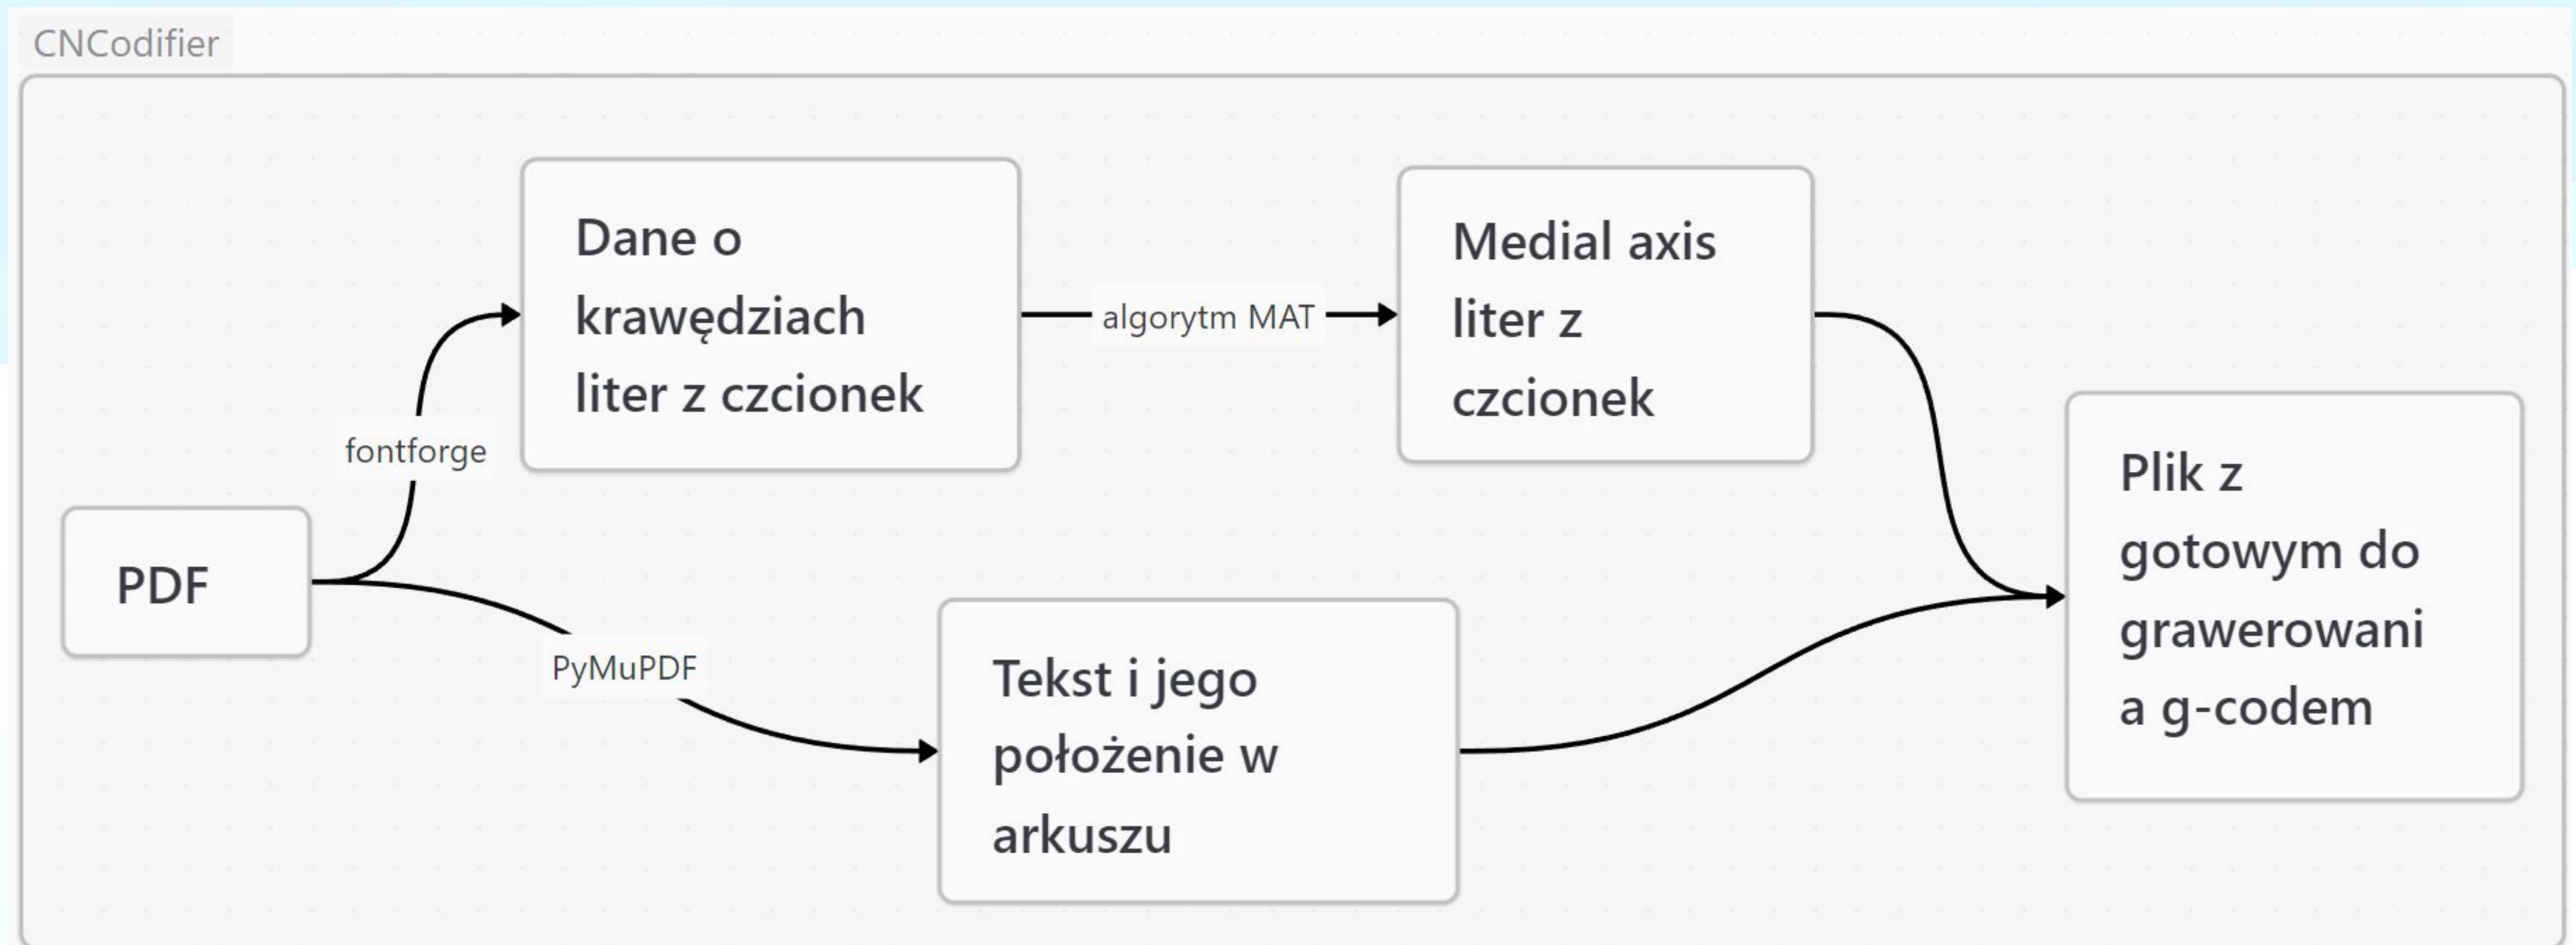 CNCodifier
Dane o
krawędziach
liter z czcionek
algorytm MAT
Medial axis
liter z
czcionek
fontforge
PDF
PyMuPDF
Tekst i jego
położenie w
arkuszu
Plik z
gotowym do
grawerowani
a g-codem